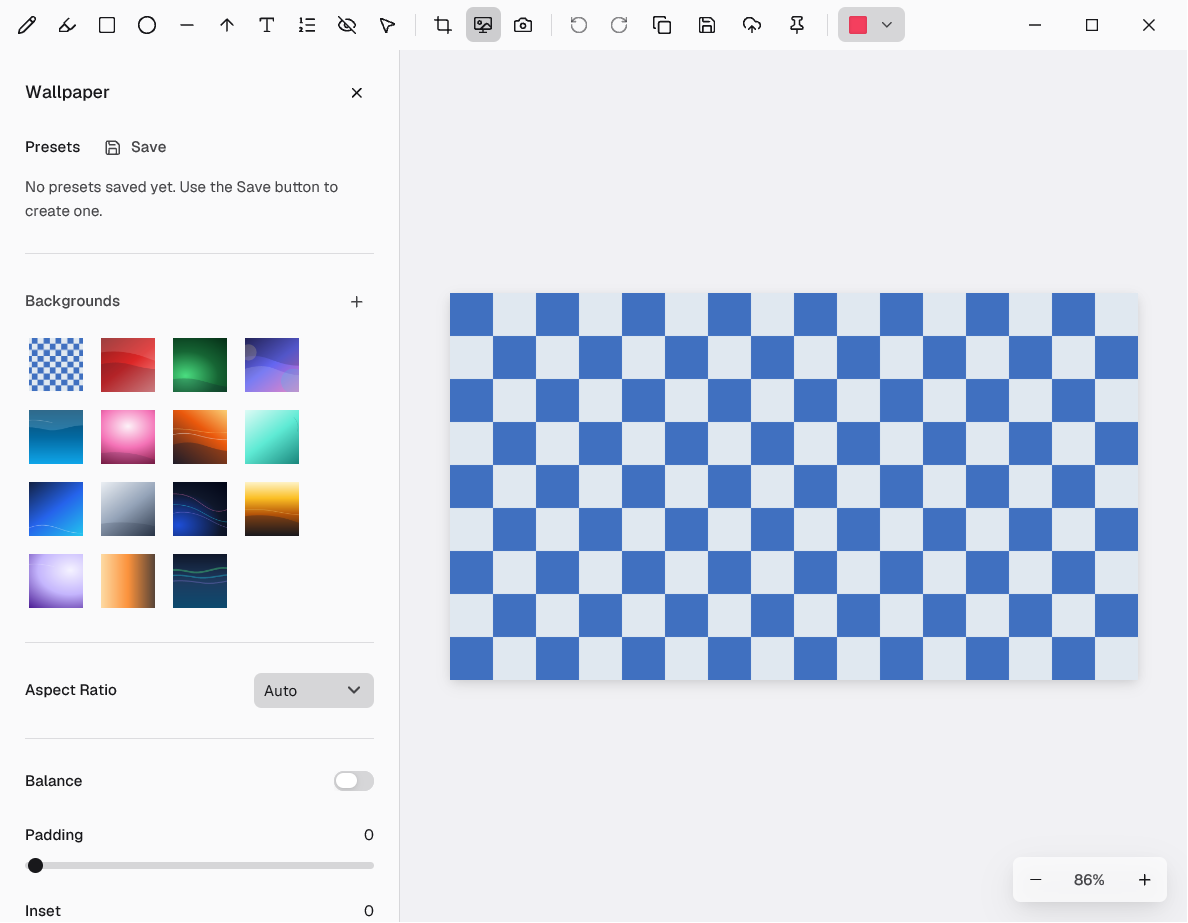 Wallpaper
Presets
Save
No presets saved yet. Use the Save button to
create one.
Backgrounds
Aspect Ratio
Auto
Balance
Padding
0
Inset
0
86%